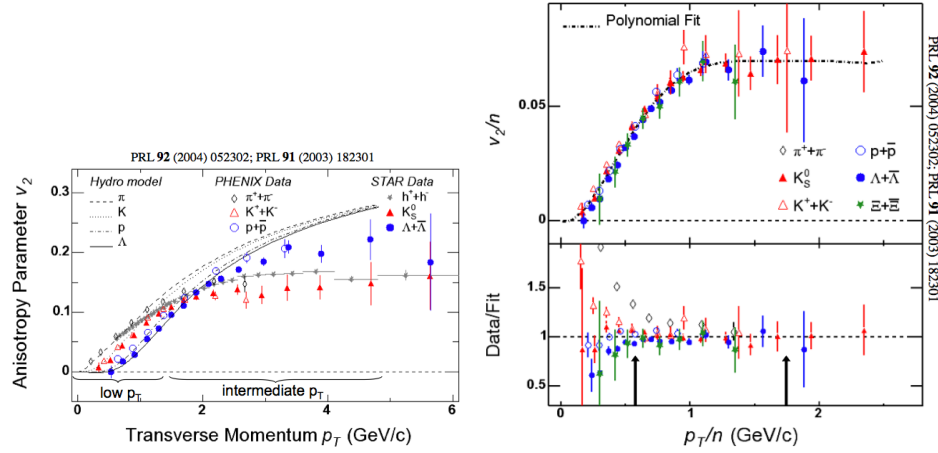 PRL 92 (2004) 052302; PRL 91 (2003) 182301
Hydro model
π
K
p
Λ
PHENIX Data
π⁺+π⁻
K⁺+K⁻
p+p̅
STAR Data
h⁺+h⁻
K⁰S
Λ+Λ̅
Anisotropy Parameter v₂
0.3
0.2
0.1
0
low pT
intermediate pT
0
2
4
6
Transverse Momentum pT (GeV/c)
Polynomial Fit
v₂/n
0.05
0
π⁺+π⁻
p+p̅
K⁰S
Λ+Λ̅
K⁺+K⁻
Ξ+Ξ̅
Data/Fit
1.5
1
0.5
0
1
2
pT/n (GeV/c)
PRL 92 (2004) 052302; PRL 91 (2003) 182301